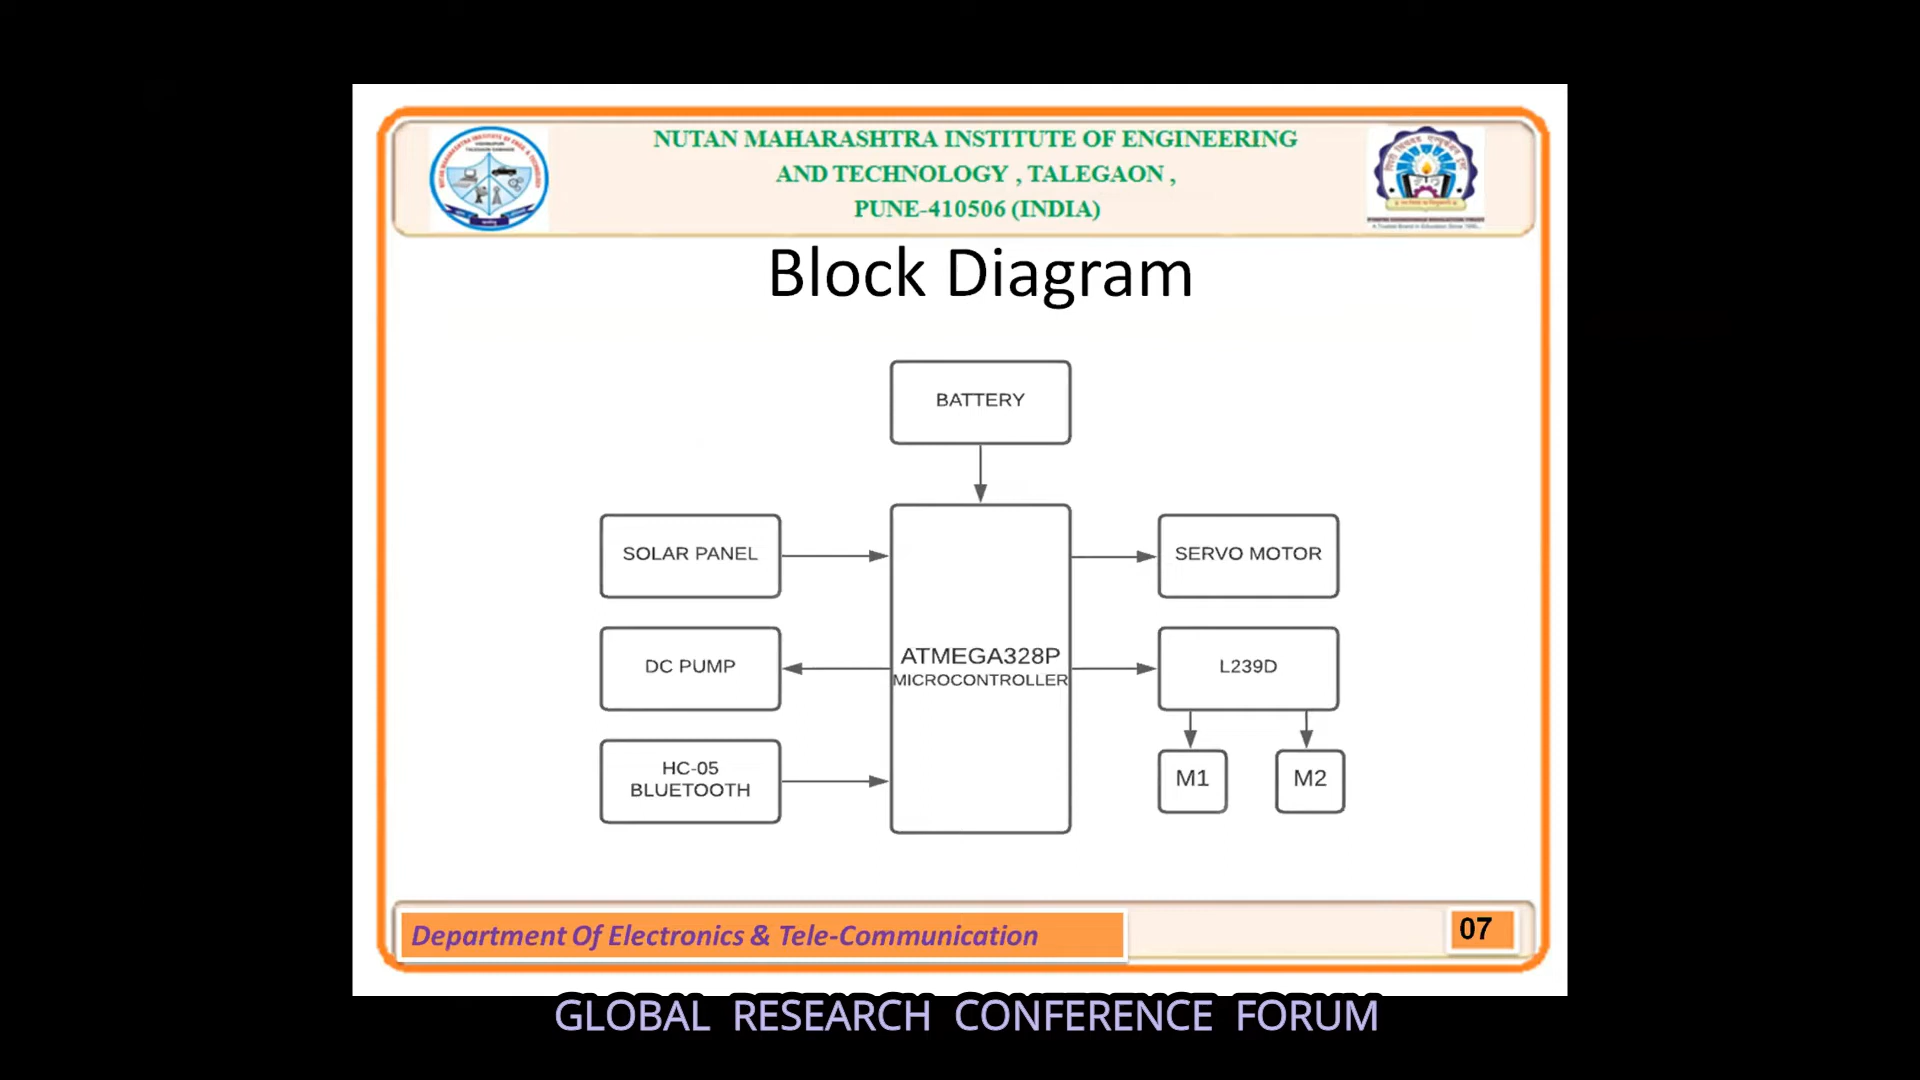 NUTAN MAHARASHTRA INSTITUTE OF ENGINEERING
AND TECHNOLOGY , TALEGAON ,
PUNE-410506 (INDIA)
Block Diagram
BATTERY
SOLAR PANEL
SERVO MOTOR
DC PUMP
ATMEGA328P
MICROCONTROLLER
L239D
HC-05
BLUETOOTH
M1
M2
Department Of Electronics & Tele-Communication
07
GLOBAL RESEARCH CONFERENCE FORUM